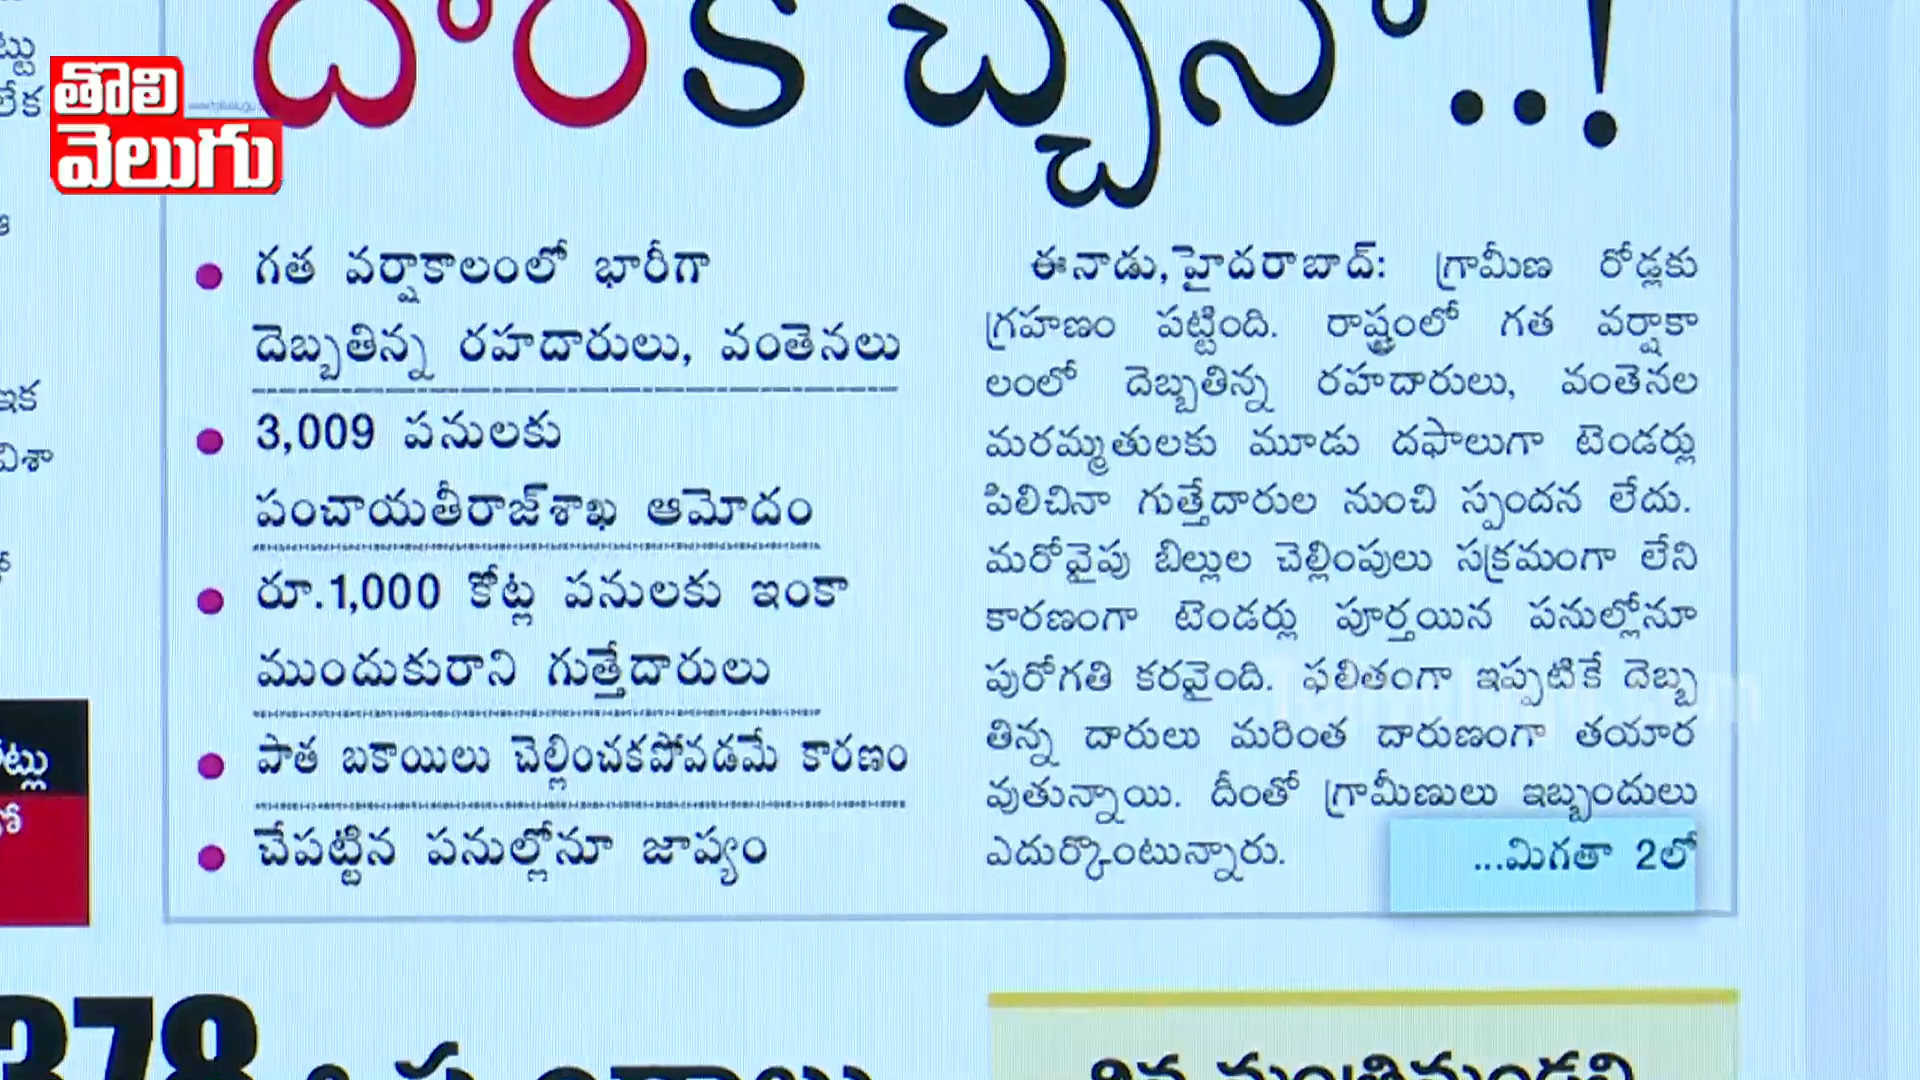 తొలి
వెలుగు
గత వర్షాకాలంలో భారీగా
దెబ్బతిన్న రహదారులు, వంతెనలు
3,009 పనులకు
పంచాయతీరాజ్‌శాఖ ఆమోదం
రూ.1,000 కోట్ల పనులకు ఇంకా
ముందుకురాని గుత్తేదారులు
పాత బకాయిలు చెల్లించకపోవడమే కారణం
చేపట్టిన పనుల్లోనూ జాప్యం
ఈనాడు,హైదరాబాద్: గ్రామీణ రోడ్లకు
గ్రహణం పట్టింది. రాష్ట్రంలో గత వర్షాకా
లంలో దెబ్బతిన్న రహదారులు, వంతెనల
మరమ్మతులకు మూడు దఫాలుగా టెండర్లు
పిలిచినా గుత్తేదారుల నుంచి స్పందన లేదు.
మరోవైపు బిల్లుల చెల్లింపులు సక్రమంగా లేని
కారణంగా టెండర్లు పూర్తయిన పనుల్లోనూ
పురోగతి కరవైంది. ఫలితంగా ఇప్పటికే దెబ్బ
తిన్న దారులు మరింత దారుణంగా తయార
వుతున్నాయి. దీంతో గ్రామీణులు ఇబ్బందులు
ఎదుర్కొంటున్నారు.
...మిగతా 2లో
378